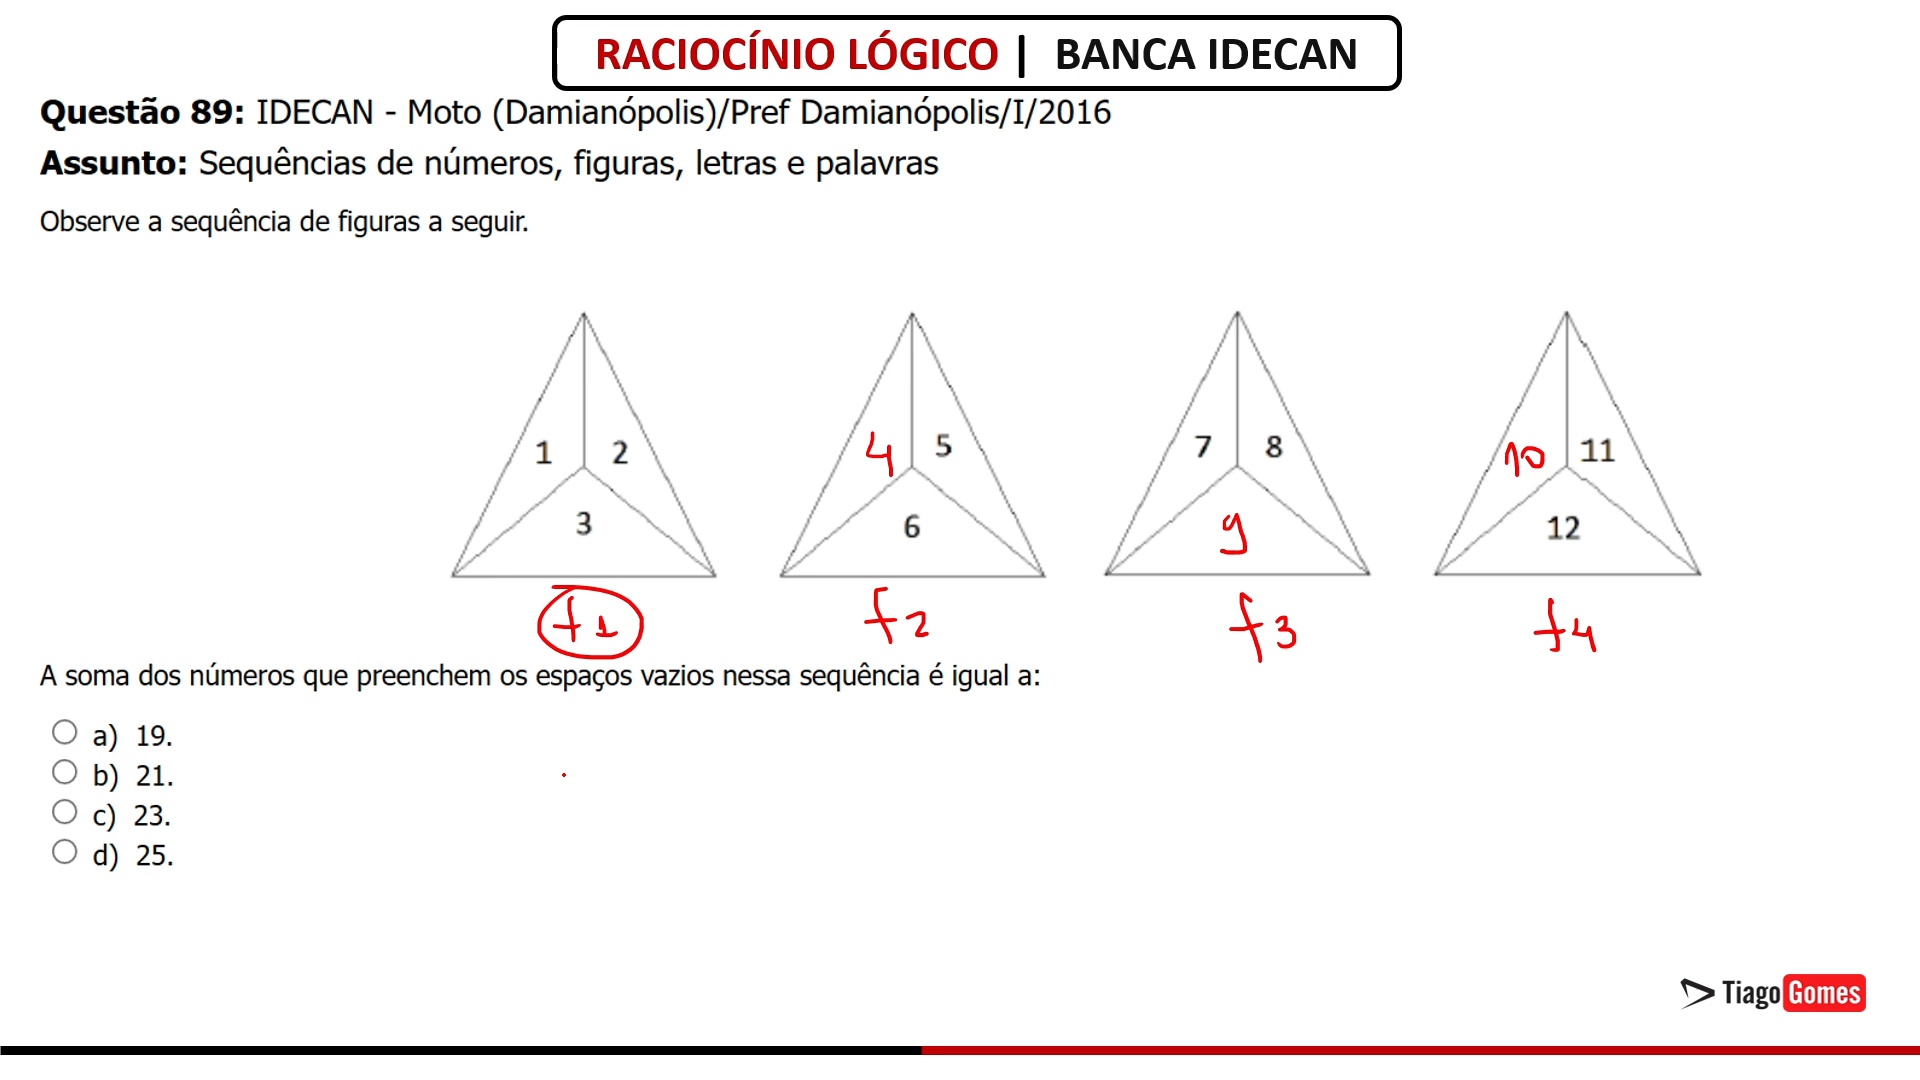 RACIOCÍNIO LÓGICO | BANCA IDECAN
Questão 89: IDECAN - Moto (Damianópolis)/Pref Damianópolis/I/2016
Assunto: Sequências de números, figuras, letras e palavras
Observe a sequência de figuras a seguir.
1 2 4 5 7 8 10 11
3 6 9 12
f1 f2 f3 f4
A soma dos números que preenchem os espaços vazios nessa sequência é igual a:
a) 19.
b) 21.
c) 23.
d) 25.
Tiago Gomes